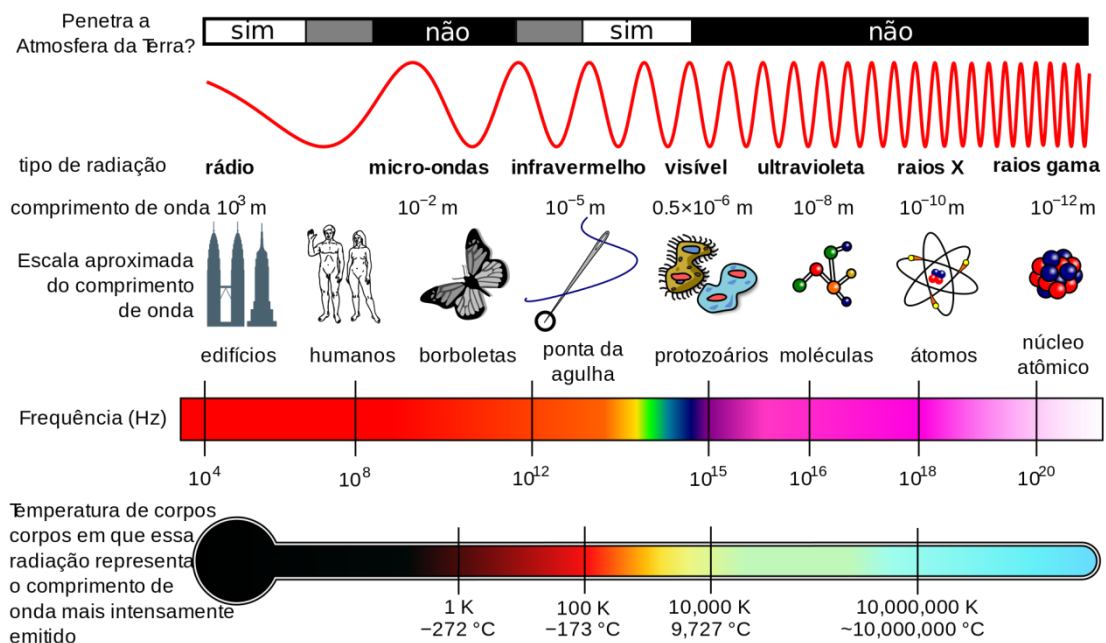 Penetra a
Atmosfera da Terra?
sim
não
sim
não
tipo de radiação
rádio
micro-ondas
infravermelho
visível
ultravioleta
raios X
raios gama
comprimento de onda
10³ m
10⁻² m
10⁻⁵ m
0.5×10⁻⁶ m
10⁻⁸ m
10⁻¹⁰ m
10⁻¹² m
Escala aproximada
do comprimento
de onda
edifícios
humanos
borboletas
ponta da
agulha
protozoários
moléculas
átomos
núcleo
atômico
Frequência (Hz)
10⁴
10⁸
10¹²
10¹⁵
10¹⁶
10¹⁸
10²⁰
Temperatura de corpos
corpos em que essa
radiação representa
o comprimento de
onda mais intensamente
emitido
1 K
−272 °C
100 K
−173 °C
10,000 K
9,727 °C
10,000,000 K
~10,000,000 °C